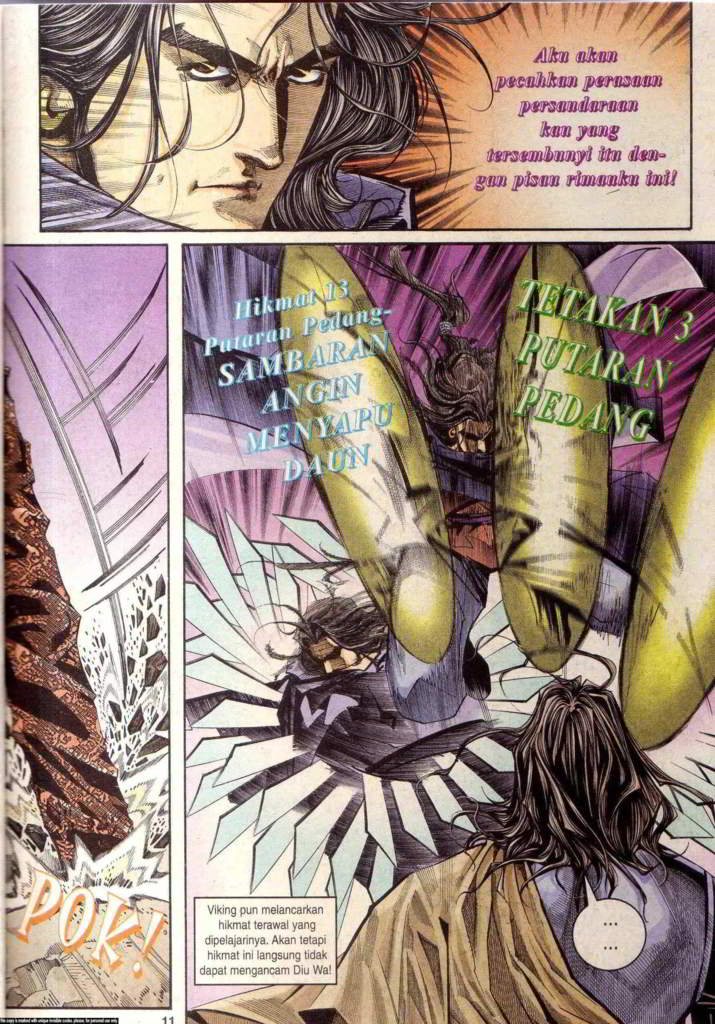 Aku akan
pecahkan perasaan
persaudaraan
kau yang
tersembunyi itu den-
gan pisau rimauku ini!
Hikmat 13
Putaran Pedang-
SAMBARAN
ANGIN
MENYAPU
DAUN
TETAKAN 3
PUTARAN
PEDANG
POK!
Viking pun melancarkan
hikmat terawal yang
dipelajarinya. Akan tetapi
hikmat ini langsung tidak
dapat mengancam Diu Wa!
...
...
11